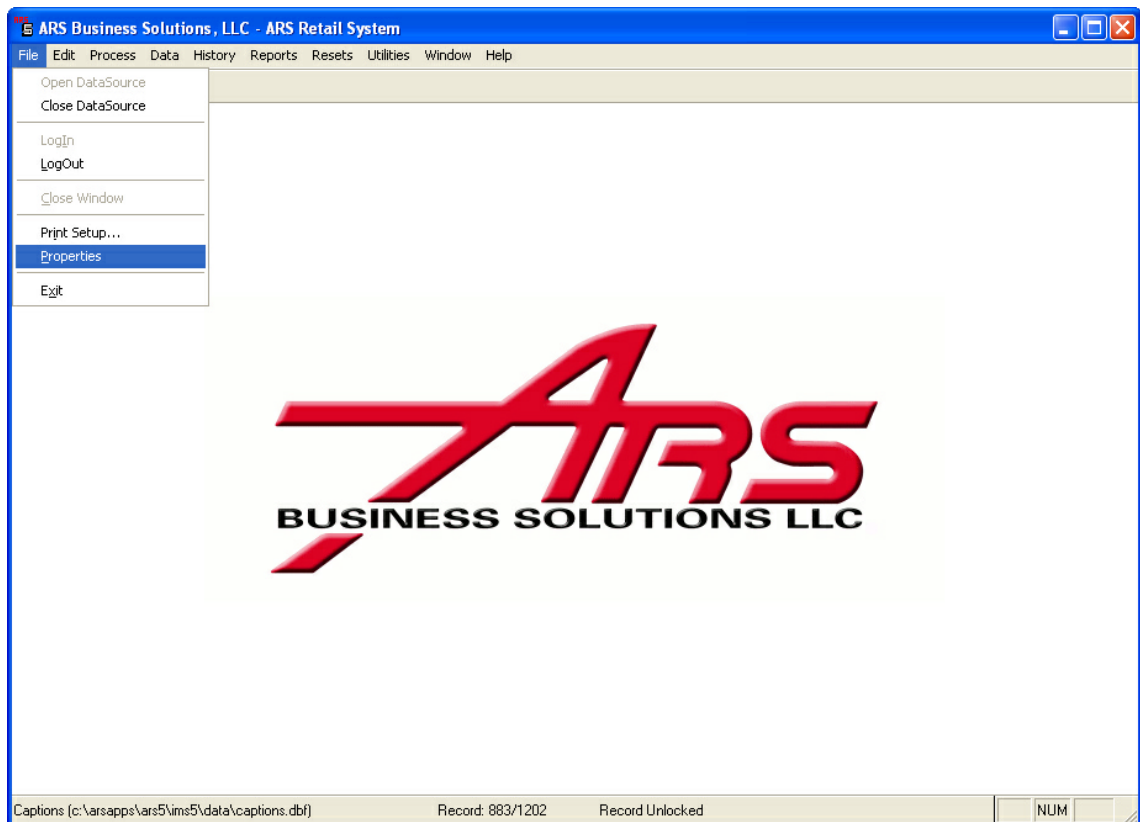 ARS Business Solutions, LLC - ARS Retail System
File Edit Process Data History Reports Resets Utilities Window Help
Open DataSource
Close DataSource
LogIn
LogOut
Close Window
Print Setup...
Properties
Exit
ARS
BUSINESS SOLUTIONS LLC
Captions (c:\arsapps\ars5\ims5\data\captions.dbf) Record: 883/1202 Record Unlocked NUM